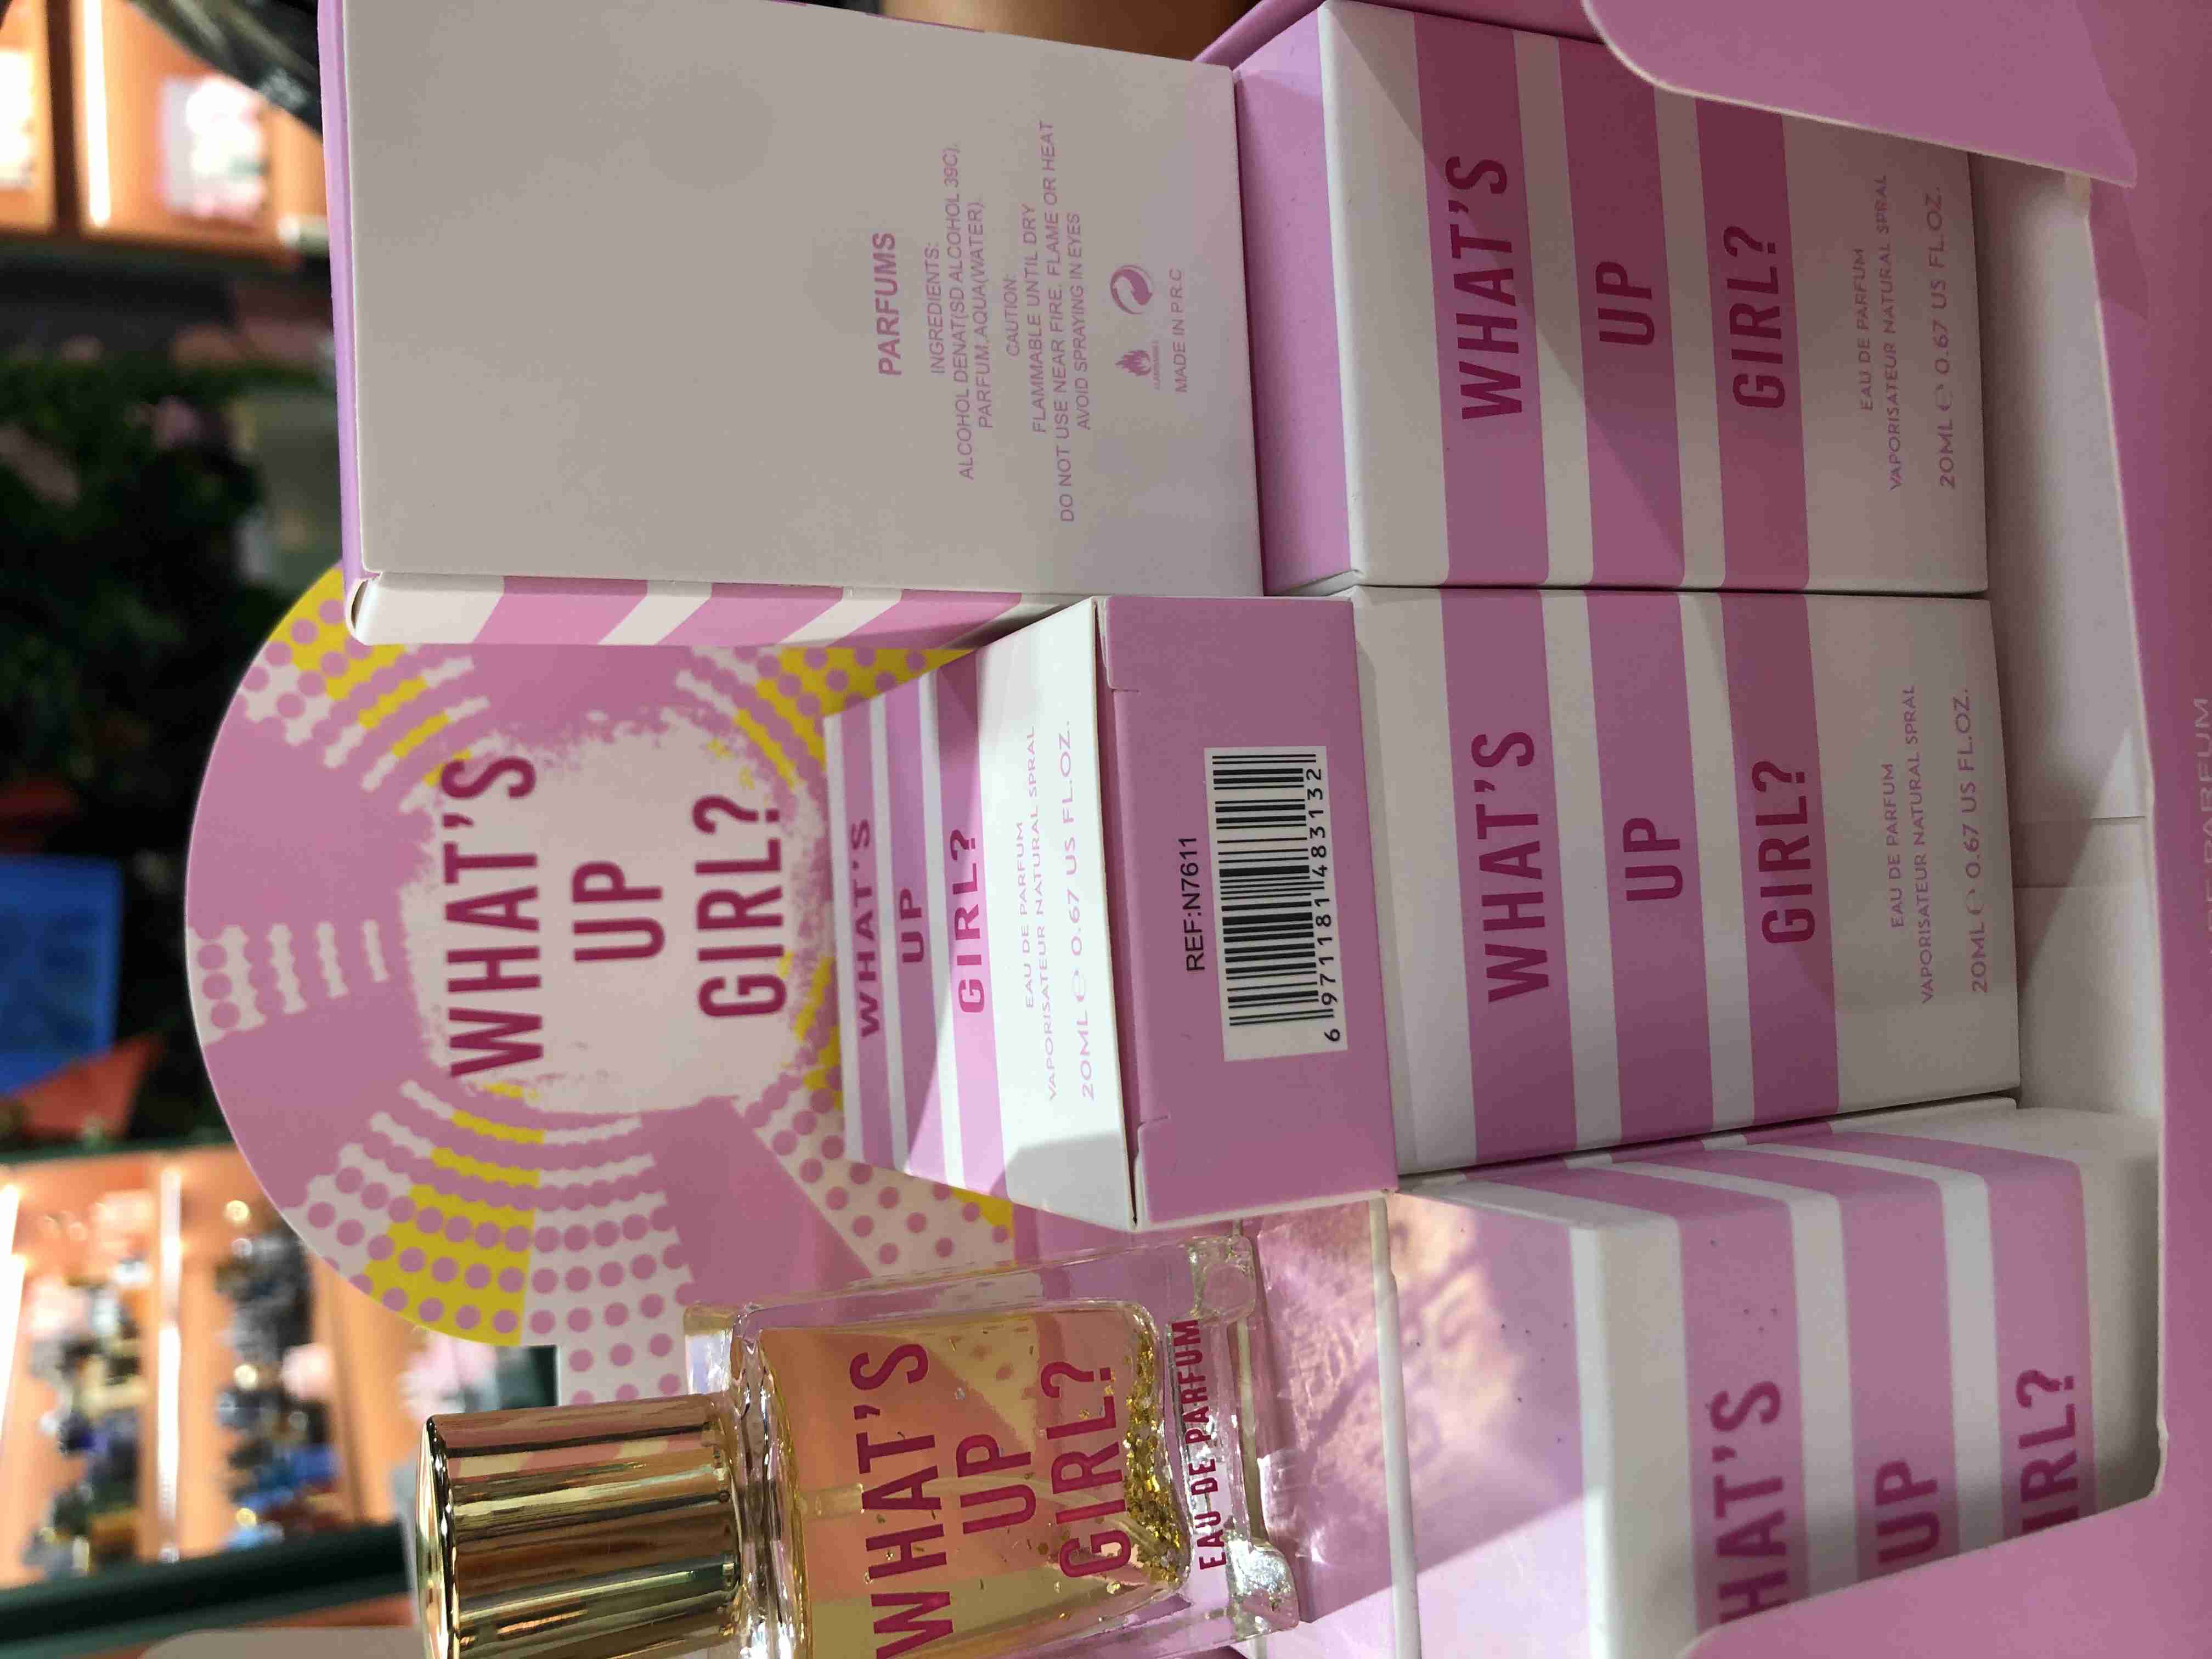 WHAT'S
UP
GIRL?
PARFUMS
INGREDIENTS:
ALCOHOL DENAT(SD ALCOHOL 39C).
PARFUM.AQUA(WATER).
CAUTION:
FLAMMABLE UNTIL DRY
DO NOT USE NEAR FIRE. FLAME OR HEAT
AVOID SPRAYING IN EYES
MADE IN P.R.C
WHAT'S
UP
GIRL?
EAU DE PARFUM
VAPORISATEUR NATURAL SPRAL
20ML e 0.67 US FL.OZ.
REF:N7611
6 971181 483132
WHAT'S
UP
GIRL?
EAU DE PARFUM
WHAT'S
UP
GIRL?
EAU DE PARFUM
VAPORISATEUR NATURAL SPRAL
20ML e 0.67 US FL.OZ.
WHAT'S
UP
GIRL?
EAU DE PARFUM
VAPORISATEUR NATURAL SPRAL
20ML e 0.67 US FL.OZ.
HAT'S
UP
IRL?
PARFUM